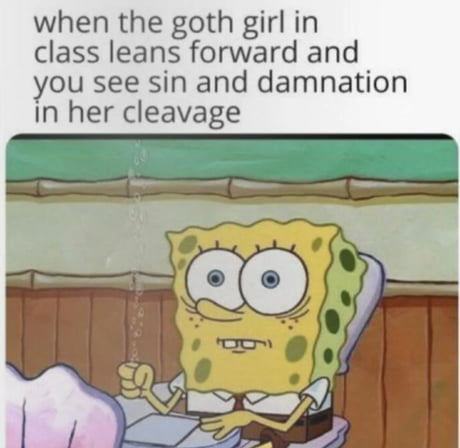 when the goth girl in
class leans forward and
you see sin and damnation
in her cleavage